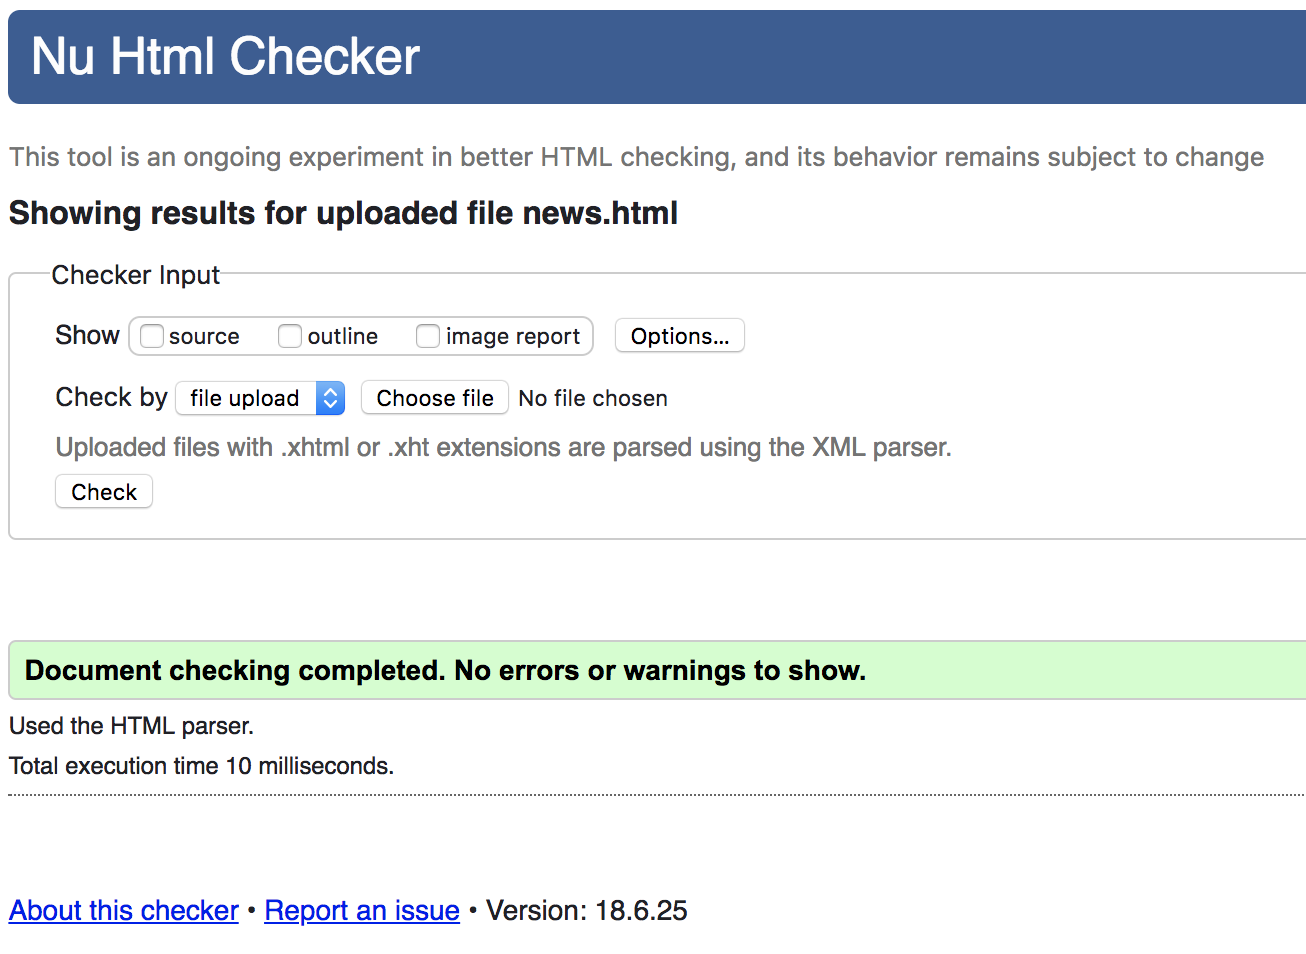 Nu Html Checker
This tool is an ongoing experiment in better HTML checking, and its behavior remains subject to change
Showing results for uploaded file news.html
Checker Input
Show source outline image report Options...
Check by file upload Choose file No file chosen
Uploaded files with .xhtml or .xht extensions are parsed using the XML parser.
Check
Document checking completed. No errors or warnings to show.
Used the HTML parser.
Total execution time 10 milliseconds.
About this checker • Report an issue • Version: 18.6.25